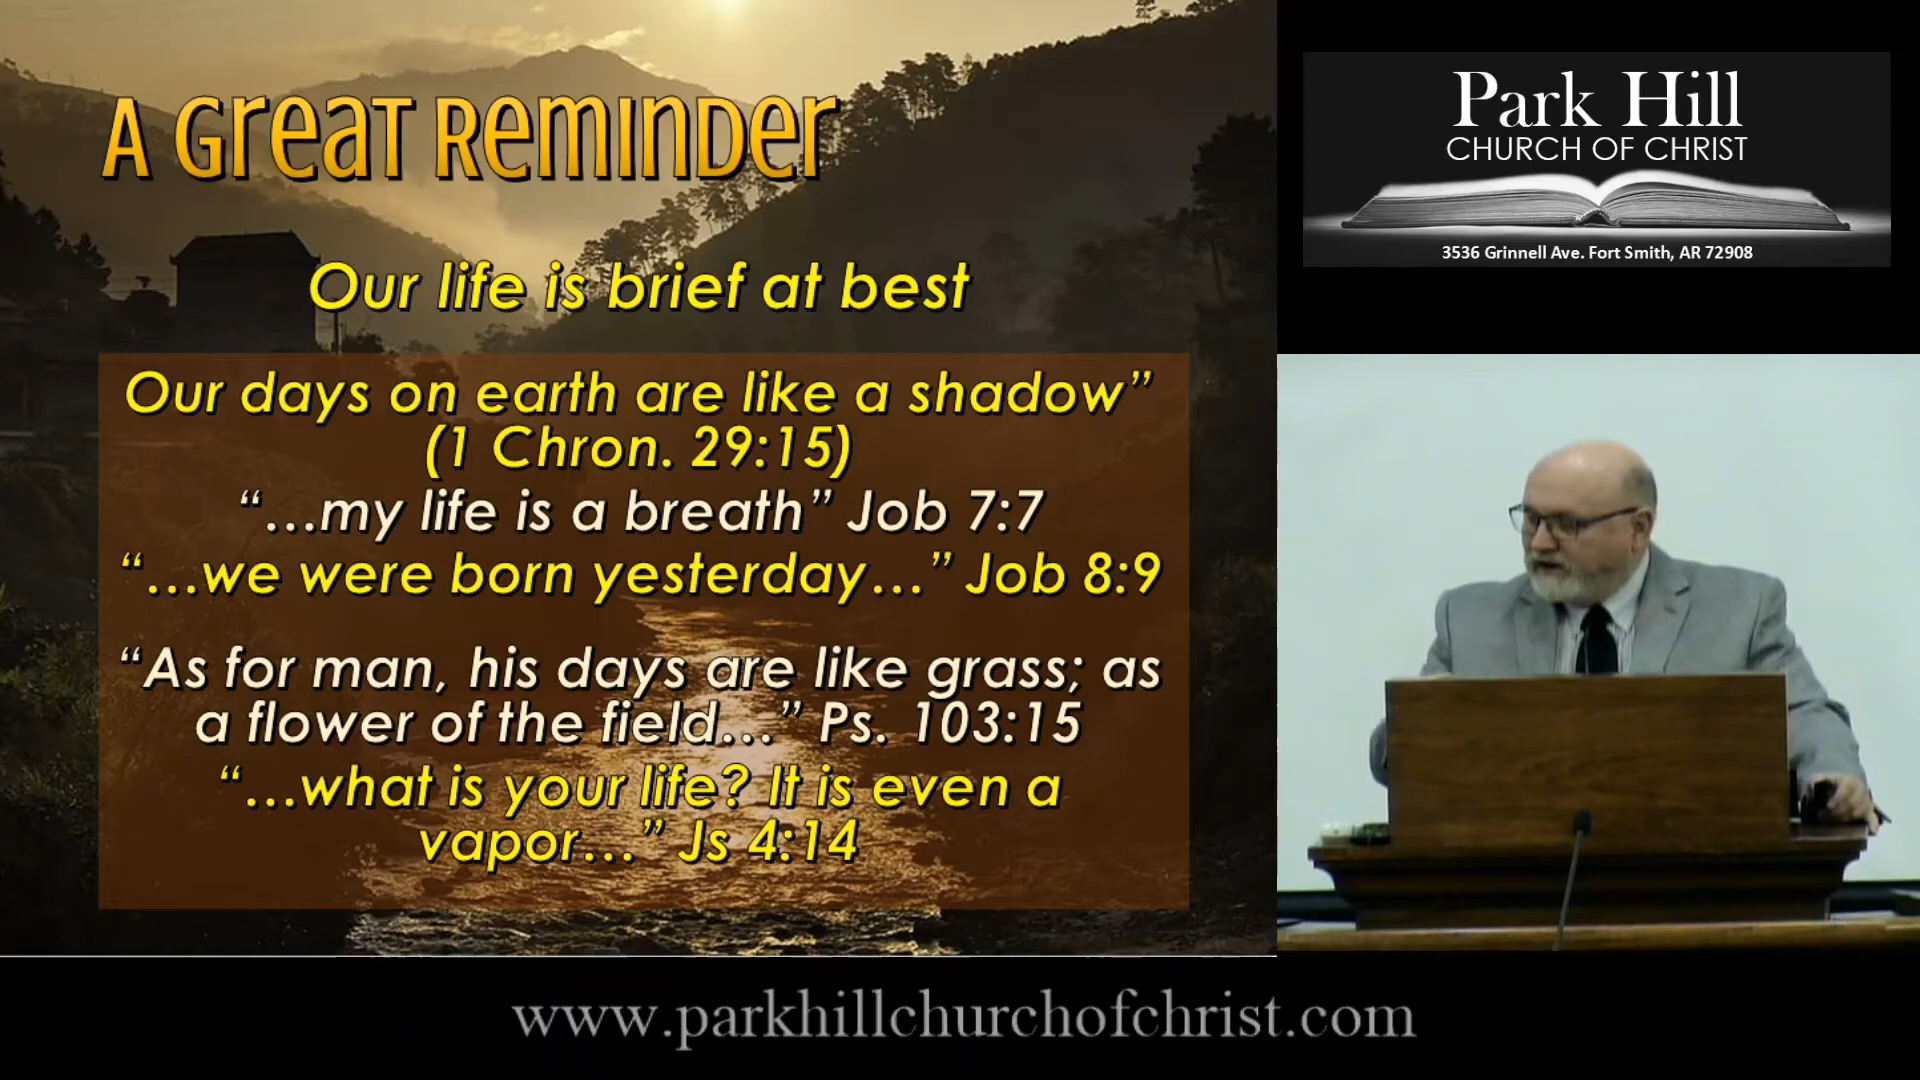 A Great Reminder
Our life is brief at best
Our days on earth are like a shadow”
(1 Chron. 29:15)
“…my life is a breath” Job 7:7
“…we were born yesterday…” Job 8:9
“As for man, his days are like grass; as
a flower of the field…” Ps. 103:15
“…what is your life? It is even a
vapor…” Js 4:14
Park Hill
CHURCH OF CHRIST
3536 Grinnell Ave. Fort Smith, AR 72908
www.parkhillchurchofchrist.com